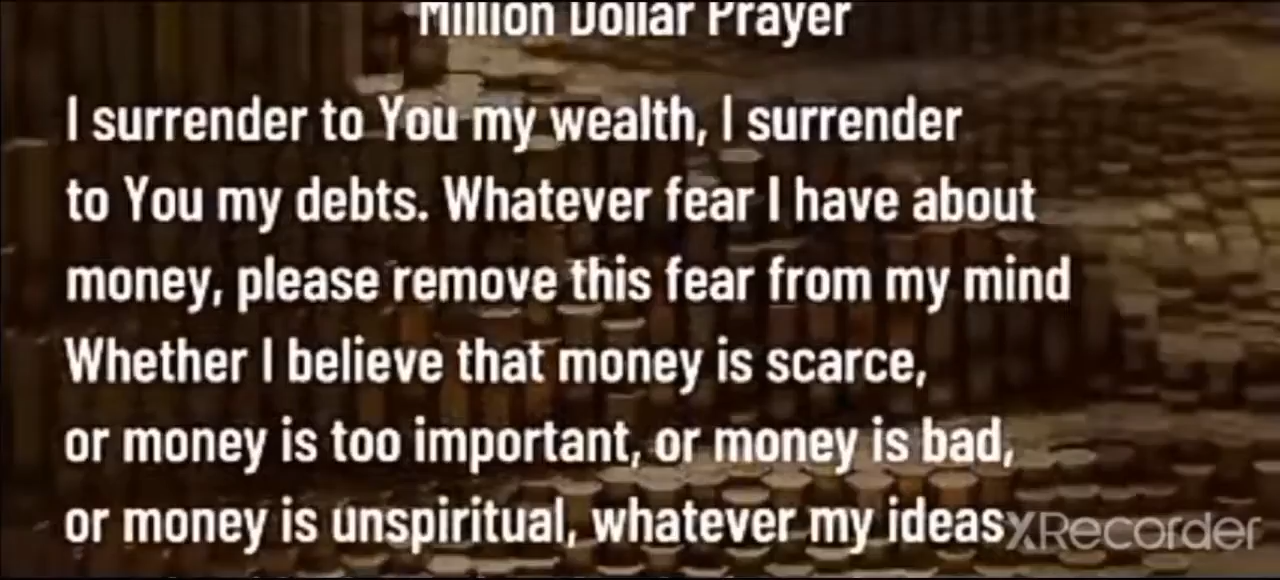 Million Dollar Prayer
I surrender to You my wealth, I surrender
to You my debts. Whatever fear I have about
money, please remove this fear from my mind
Whether I believe that money is scarce,
or money is too important, or money is bad,
or money is unspiritual, whatever my ideas
XRecorder